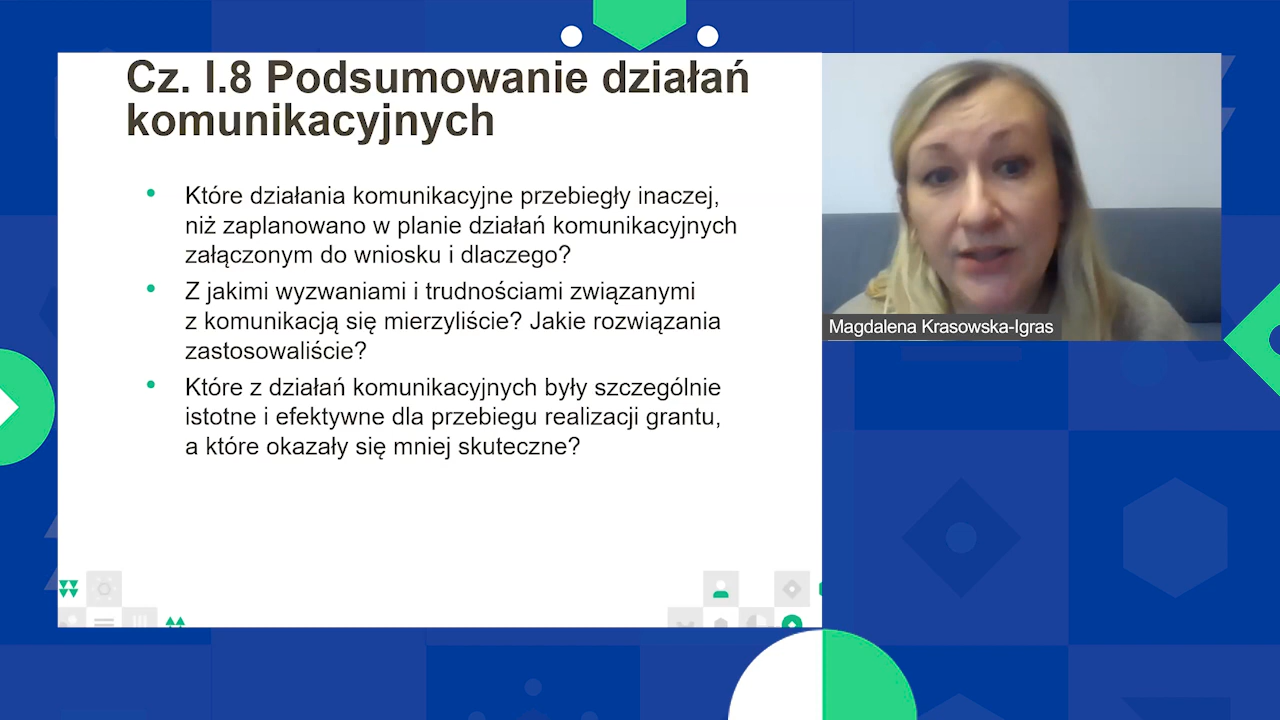 Cz. I.8 Podsumowanie działań
komunikacyjnych
• Które działania komunikacyjne przebiegły inaczej,
niż zaplanowano w planie działań komunikacyjnych
załączonym do wniosku i dlaczego?
• Z jakimi wyzwaniami i trudnościami związanymi
z komunikacją się mierzyliście? Jakie rozwiązania
zastosowaliście?
• Które z działań komunikacyjnych były szczególnie
istotne i efektywne dla przebiegu realizacji grantu,
a które okazały się mniej skuteczne?
Magdalena Krasowska-Igras